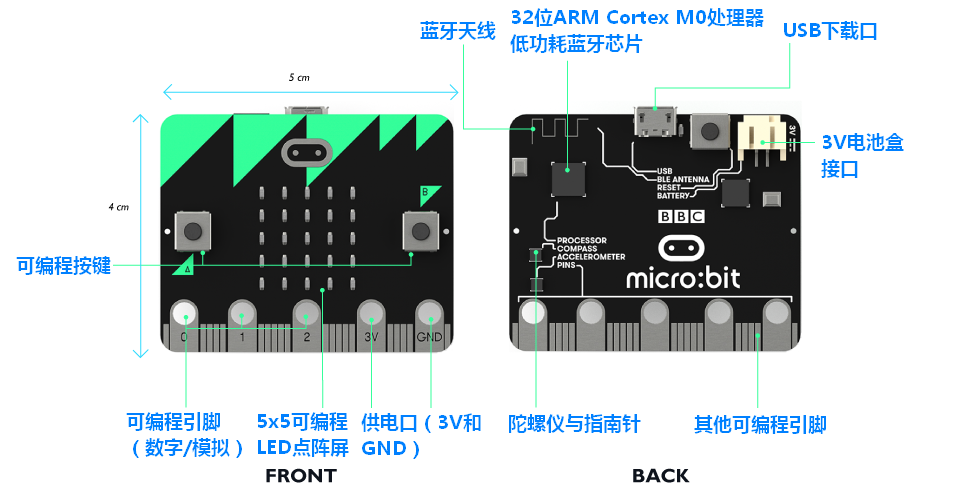 蓝牙天线
32位ARM Cortex M0处理器
低功耗蓝牙芯片
USB下载口
5 cm
4 cm
3V电池盒
接口
3V
B
A
USB
BLE ANTENNA
RESET
BATTERY
BBC
PROCESSOR
COMPASS
ACCELEROMETER
PINS
micro:bit
可编程按键
0
1
2
3V
GND
可编程引脚
（数字/模拟）
5x5可编程
LED点阵屏
供电口（3V和
GND）
陀螺仪与指南针
其他可编程引脚
FRONT
BACK